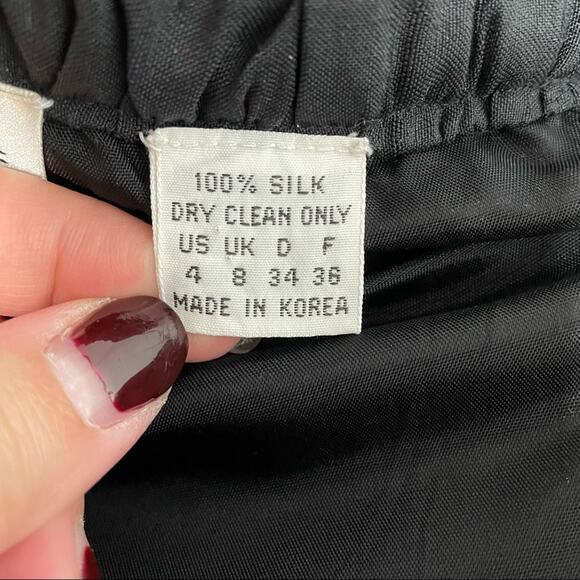 100% SILK
DRY CLEAN ONLY
US UK D F
4 8 34 36
MADE IN KOREA